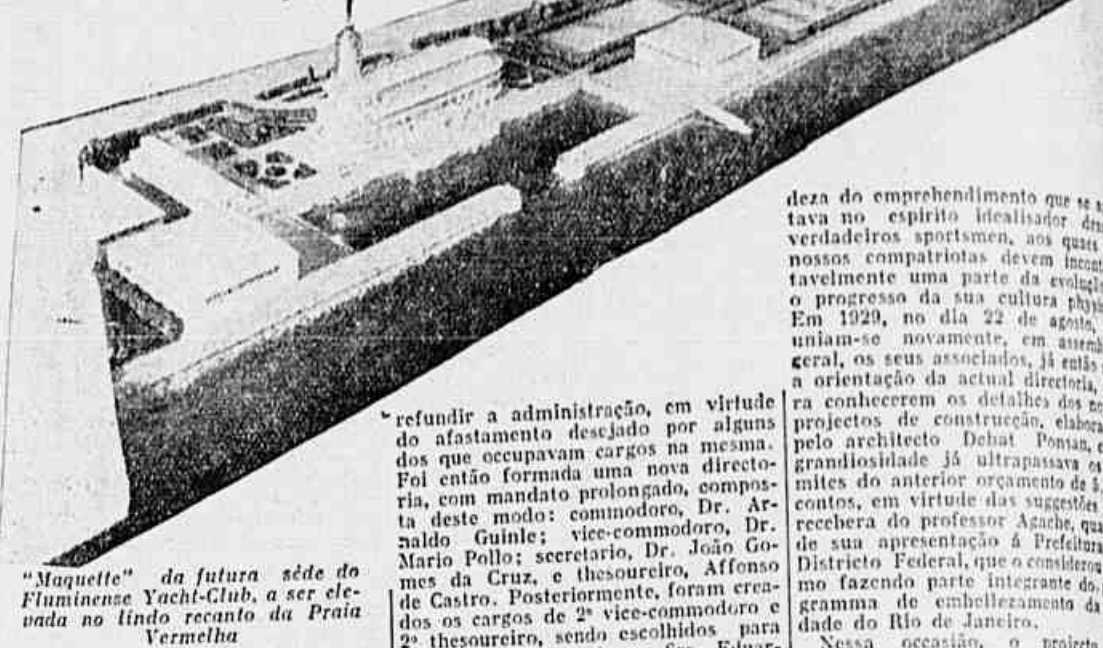 "Maquette" da futura séde do
Fluminense Yacht-Club, a ser ele-
vada no lindo recanto da Praia
Vermelha
refundir a administração, em virtude
do afastamento desejado por alguns
dos que occupavam cargos na mesma.
Foi então formada uma nova directo-
ria, com mandato prolongado, compos-
ta deste modo: commodoro, Dr. Ar-
naldo Guinle; vice-commodoro, Dr.
Mario Pollo; secretario, Dr. João Go-
mes da Cruz, e thesoureiro, Affonso
de Castro. Posteriormente, foram crea-
dos os cargos de 2º vice-commodoro e
2º thesoureiro, sendo escolhidos para
deza do emprehendimento que se
tava no espirito idealisador
verdadeiros sportsmen, aos quaes
nossos compatriotas devem
tavelmente uma parte da
o progresso da sua cultura
Em 1929, no dia 22 de agosto,
uniam-se novamente, em
geral, os seus associados, já então
a orientação da actual directoria,
ra conhecerem os detalhes dos
projectos de construcção,
pelo architecto Debat Ponsan,
grandiosidade já ultrapassava os
mites do anterior orçamento de
contos, em virtude das suggestões
recebera do professor Agache,
de sua apresentação á Prefeitura
Districto Federal, que o considerou
mo fazendo parte integrante do
gramma de embellezamento da
dade do Rio de Janeiro.
Nessa occasião, o projecto